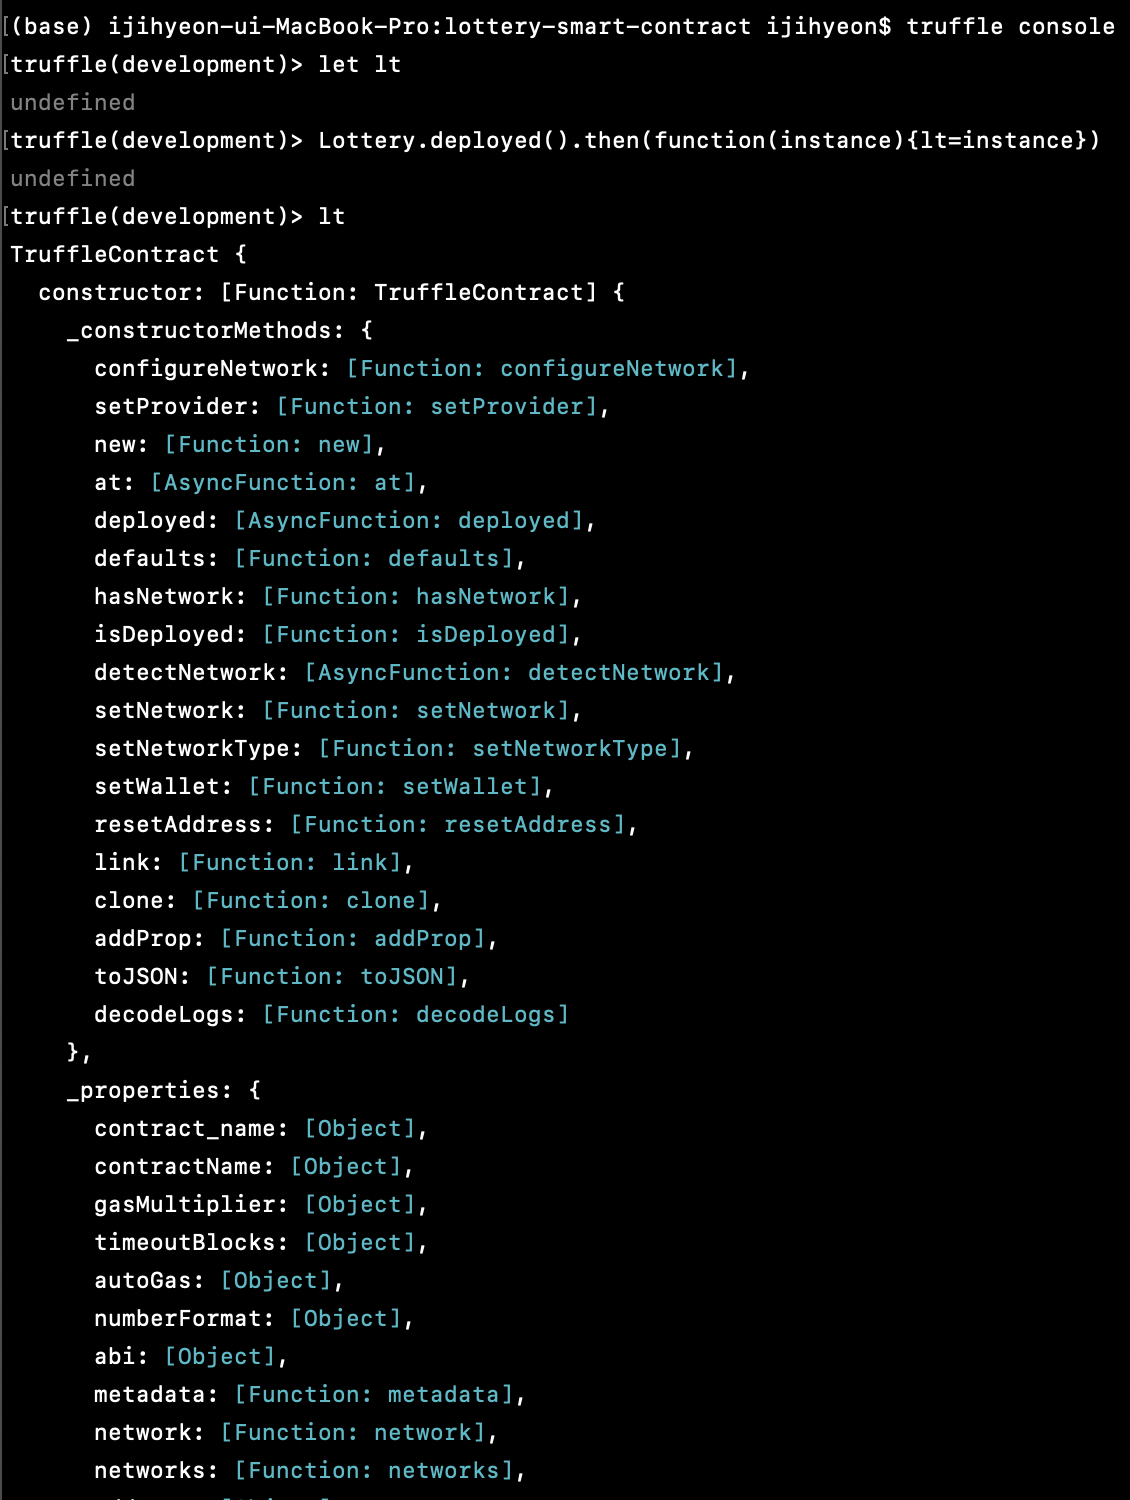 [(base) ijihyeon-ui-MacBook-Pro:lottery-smart-contract ijihyeon$ truffle console
[truffle(development)> let lt
undefined
[truffle(development)> Lottery.deployed().then(function(instance){lt=instance})
undefined
[truffle(development)> lt
TruffleContract {
  constructor: [Function: TruffleContract] {
    _constructorMethods: {
      configureNetwork: [Function: configureNetwork],
      setProvider: [Function: setProvider],
      new: [Function: new],
      at: [AsyncFunction: at],
      deployed: [AsyncFunction: deployed],
      defaults: [Function: defaults],
      hasNetwork: [Function: hasNetwork],
      isDeployed: [Function: isDeployed],
      detectNetwork: [AsyncFunction: detectNetwork],
      setNetwork: [Function: setNetwork],
      setNetworkType: [Function: setNetworkType],
      setWallet: [Function: setWallet],
      resetAddress: [Function: resetAddress],
      link: [Function: link],
      clone: [Function: clone],
      addProp: [Function: addProp],
      toJSON: [Function: toJSON],
      decodeLogs: [Function: decodeLogs]
    },
    _properties: {
      contract_name: [Object],
      contractName: [Object],
      gasMultiplier: [Object],
      timeoutBlocks: [Object],
      autoGas: [Object],
      numberFormat: [Object],
      abi: [Object],
      metadata: [Function: metadata],
      network: [Function: network],
      networks: [Function: networks],